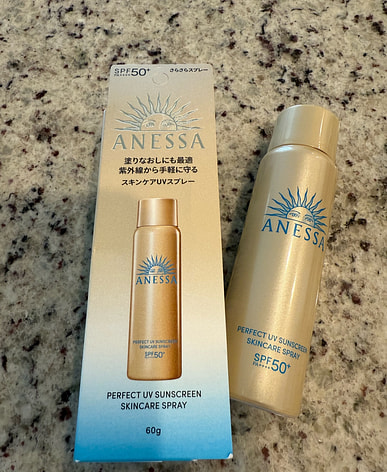 SPF50+
PA++++
さらさらスプレー
ANESSA
塗りなおしにも最適
紫外線から手軽に守る
スキンケアUVスプレー
ANESSA
PERFECT UV SUNSCREEN
SKINCARE SPRAY
SPF50+
PERFECT UV SUNSCREEN
SKINCARE SPRAY
60g
ANESSA
PERFECT UV SUNSCREEN
SKINCARE SPRAY
SPF50+
PA++++